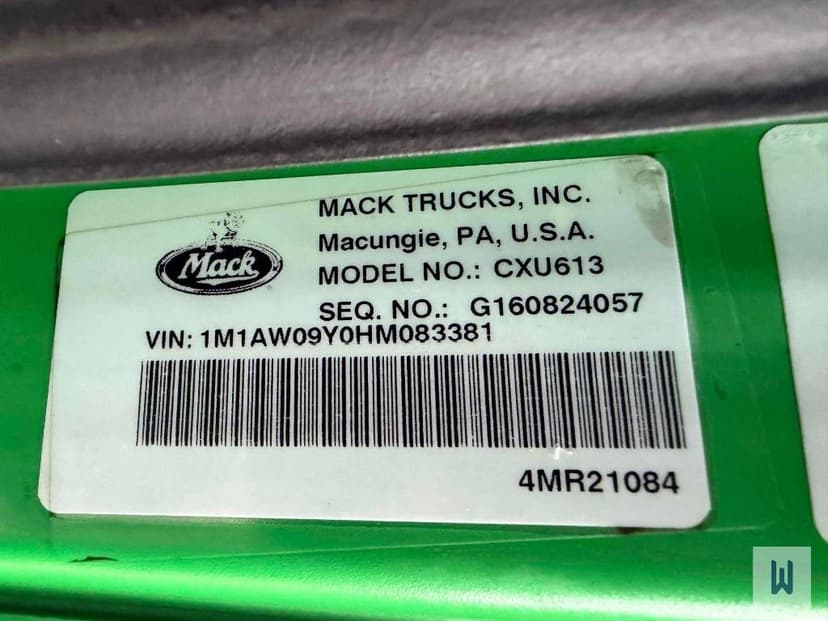 MACK TRUCKS, INC.
Macungie, PA, U.S.A.
Mack
MODEL NO.: CXU613
SEQ. NO.: G160824057
VIN: 1M1AW09Y0HM083381
4MR21084
W